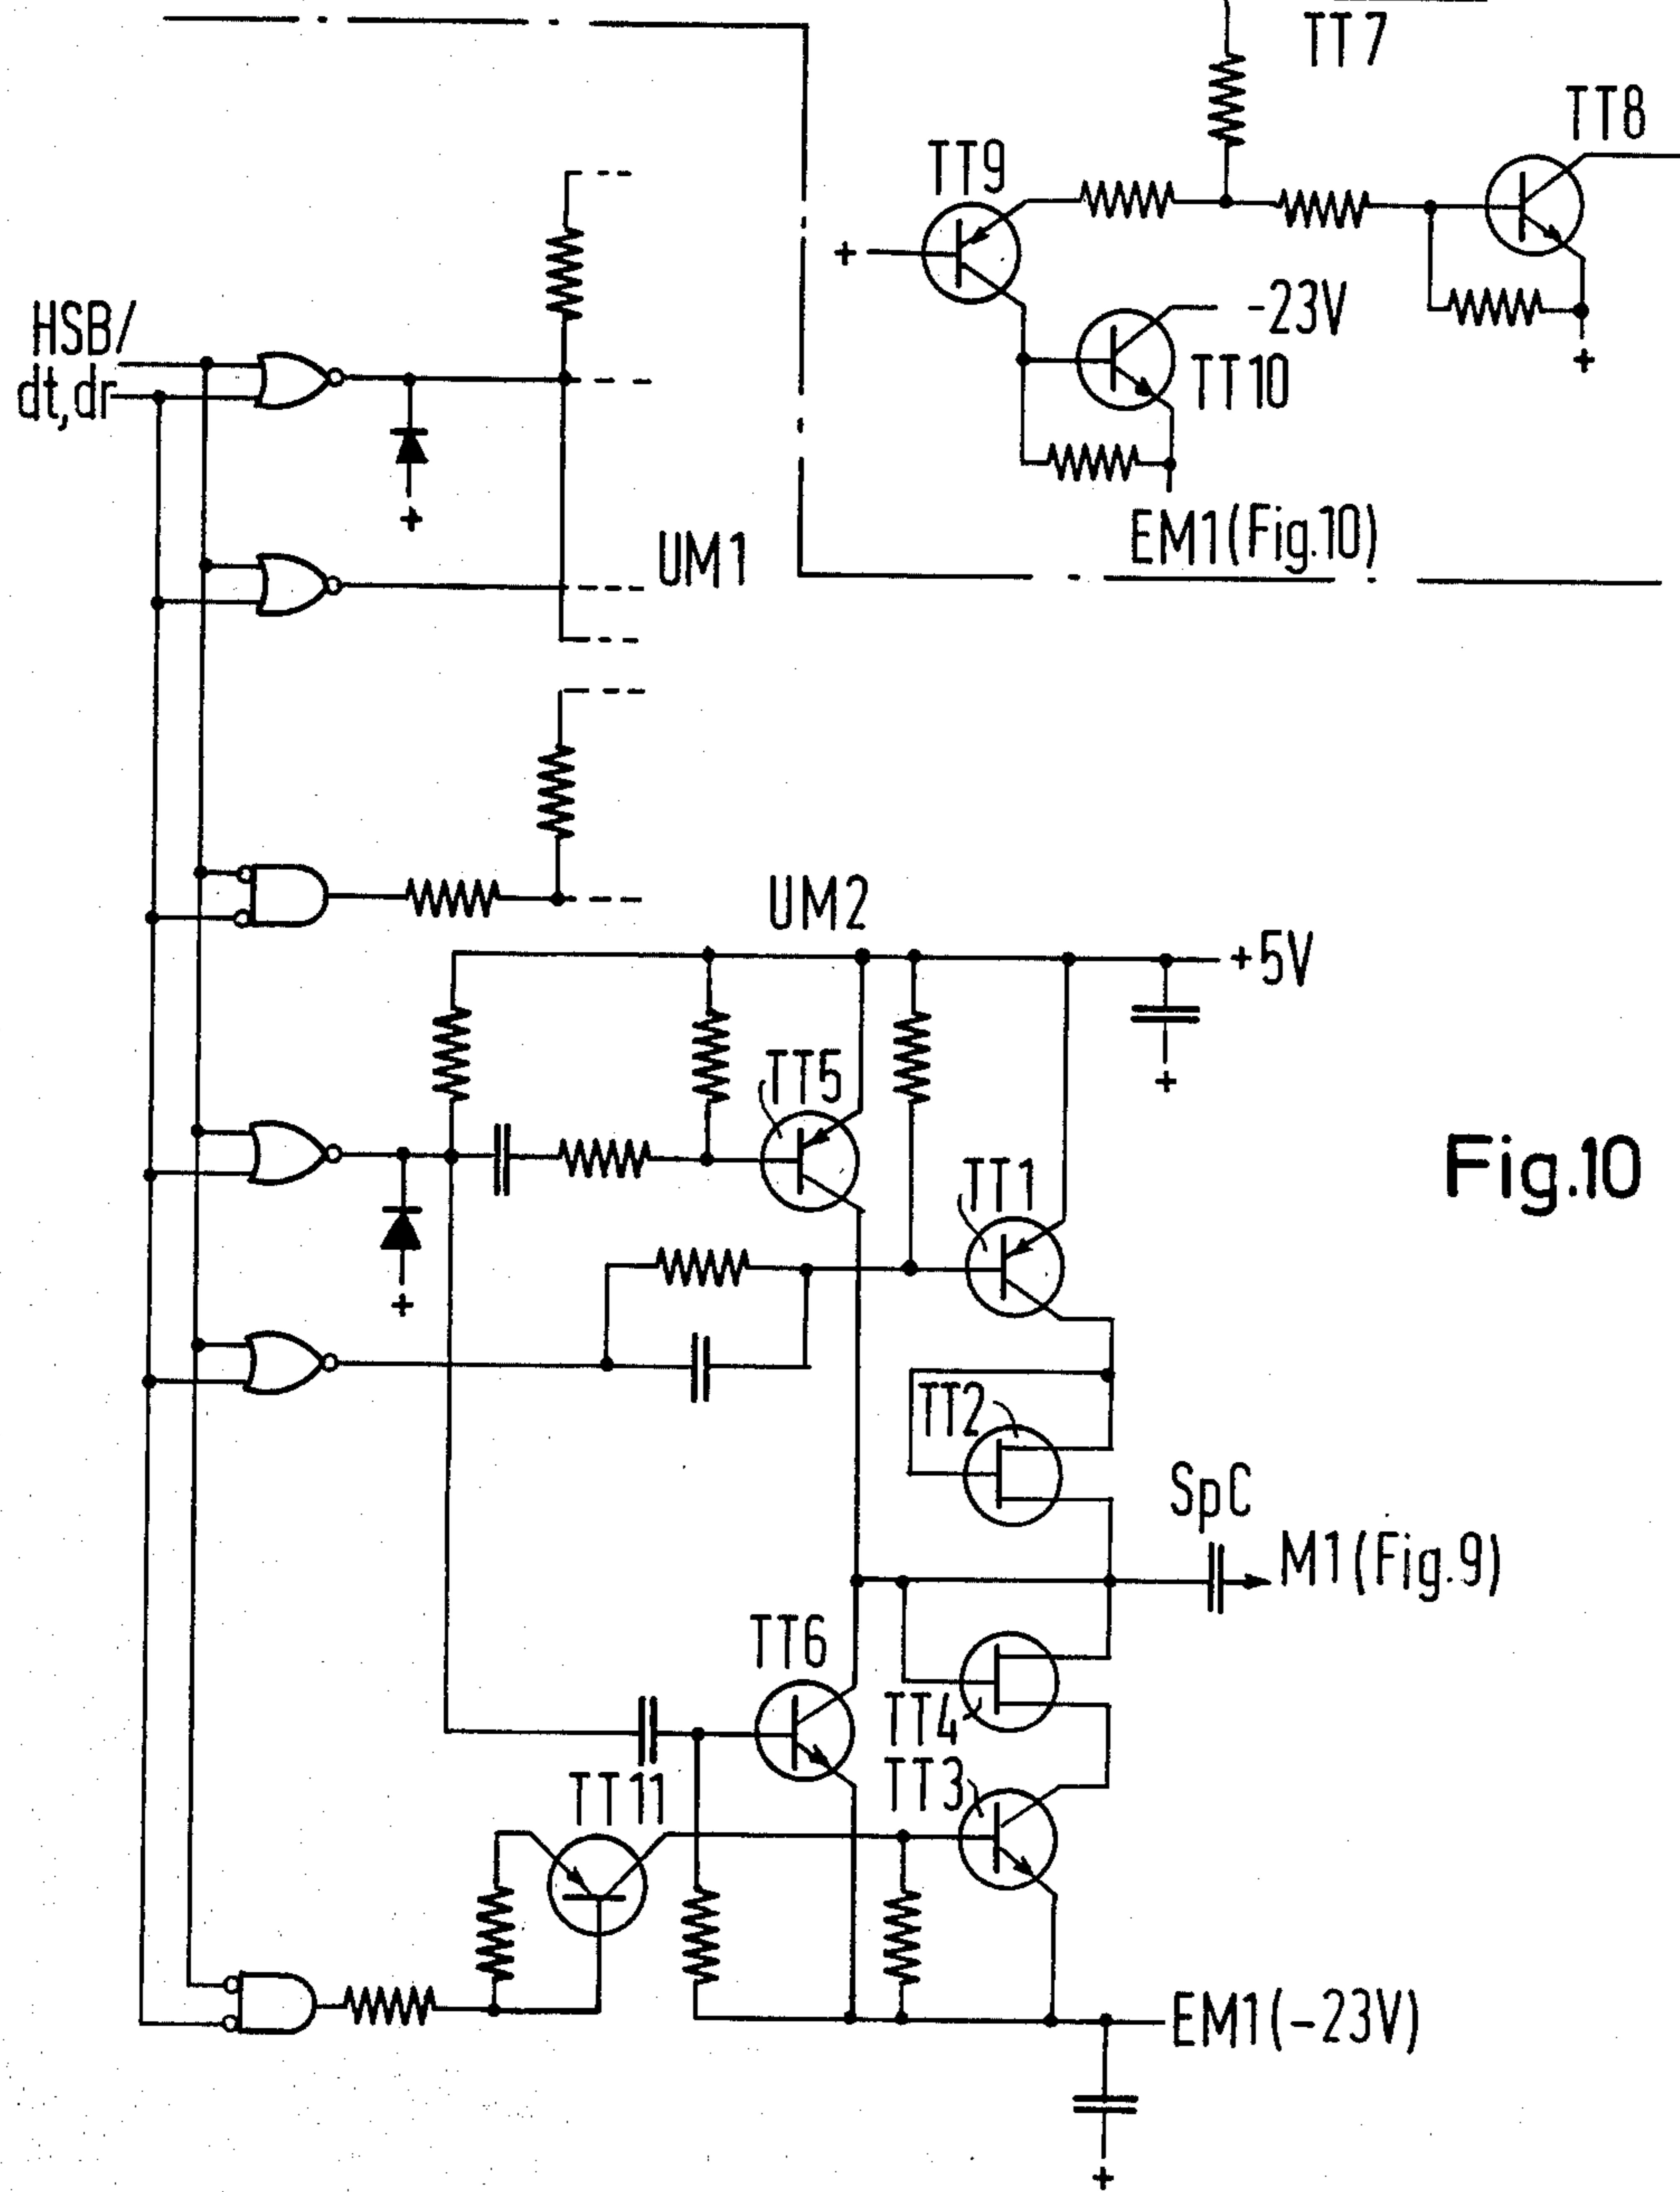 TT7
TT8
TT9
+
-23V
TT10
+
EM1(Fig.10)
HSB/
dt,dr
+
UM1
UM2
+5V
+
TT5
TT1
Fig.10
+
TT2
SpC
M1(Fig.9)
TT6
TT4
TT3
TT11
EM1(-23V)
+